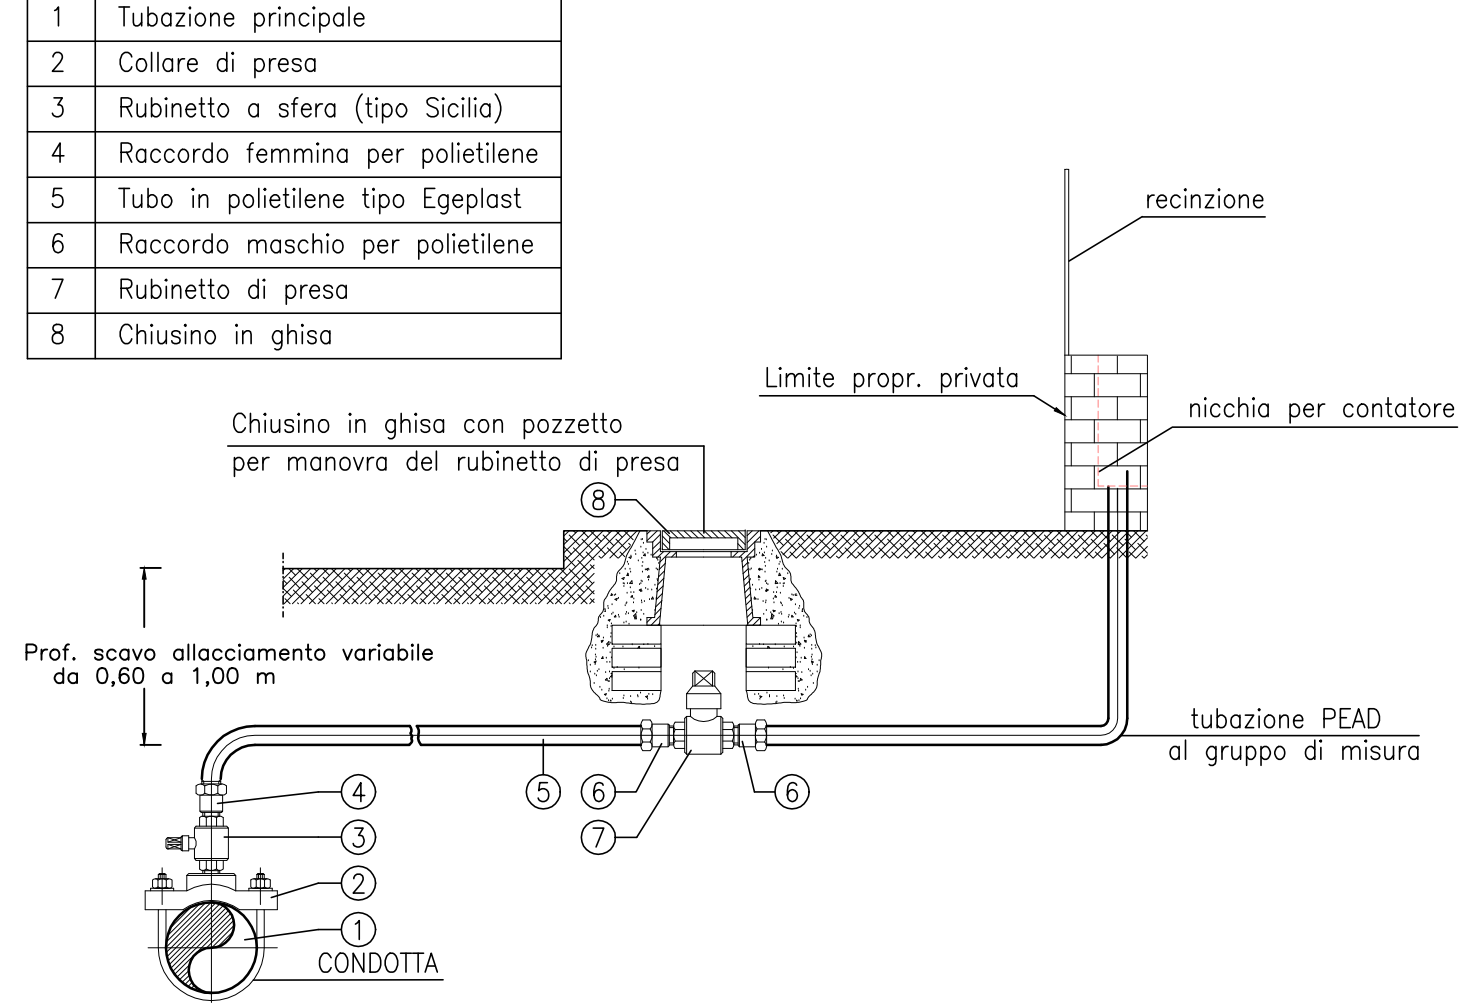 1 Tubazione principale
2 Collare di presa
3 Rubinetto a sfera (tipo Sicilia)
4 Raccordo femmina per polietilene
5 Tubo in polietilene tipo Egeplast
6 Raccordo maschio per polietilene
7 Rubinetto di presa
8 Chiusino in ghisa
recinzione
Limite propr. privata
nicchia per contatore
Chiusino in ghisa con pozzetto
per manovra del rubinetto di presa
8
Prof. scavo allacciamento variabile
da 0,60 a 1,00 m
tubazione PEAD
al gruppo di misura
4
5
6
6
3
7
2
1
CONDOTTA